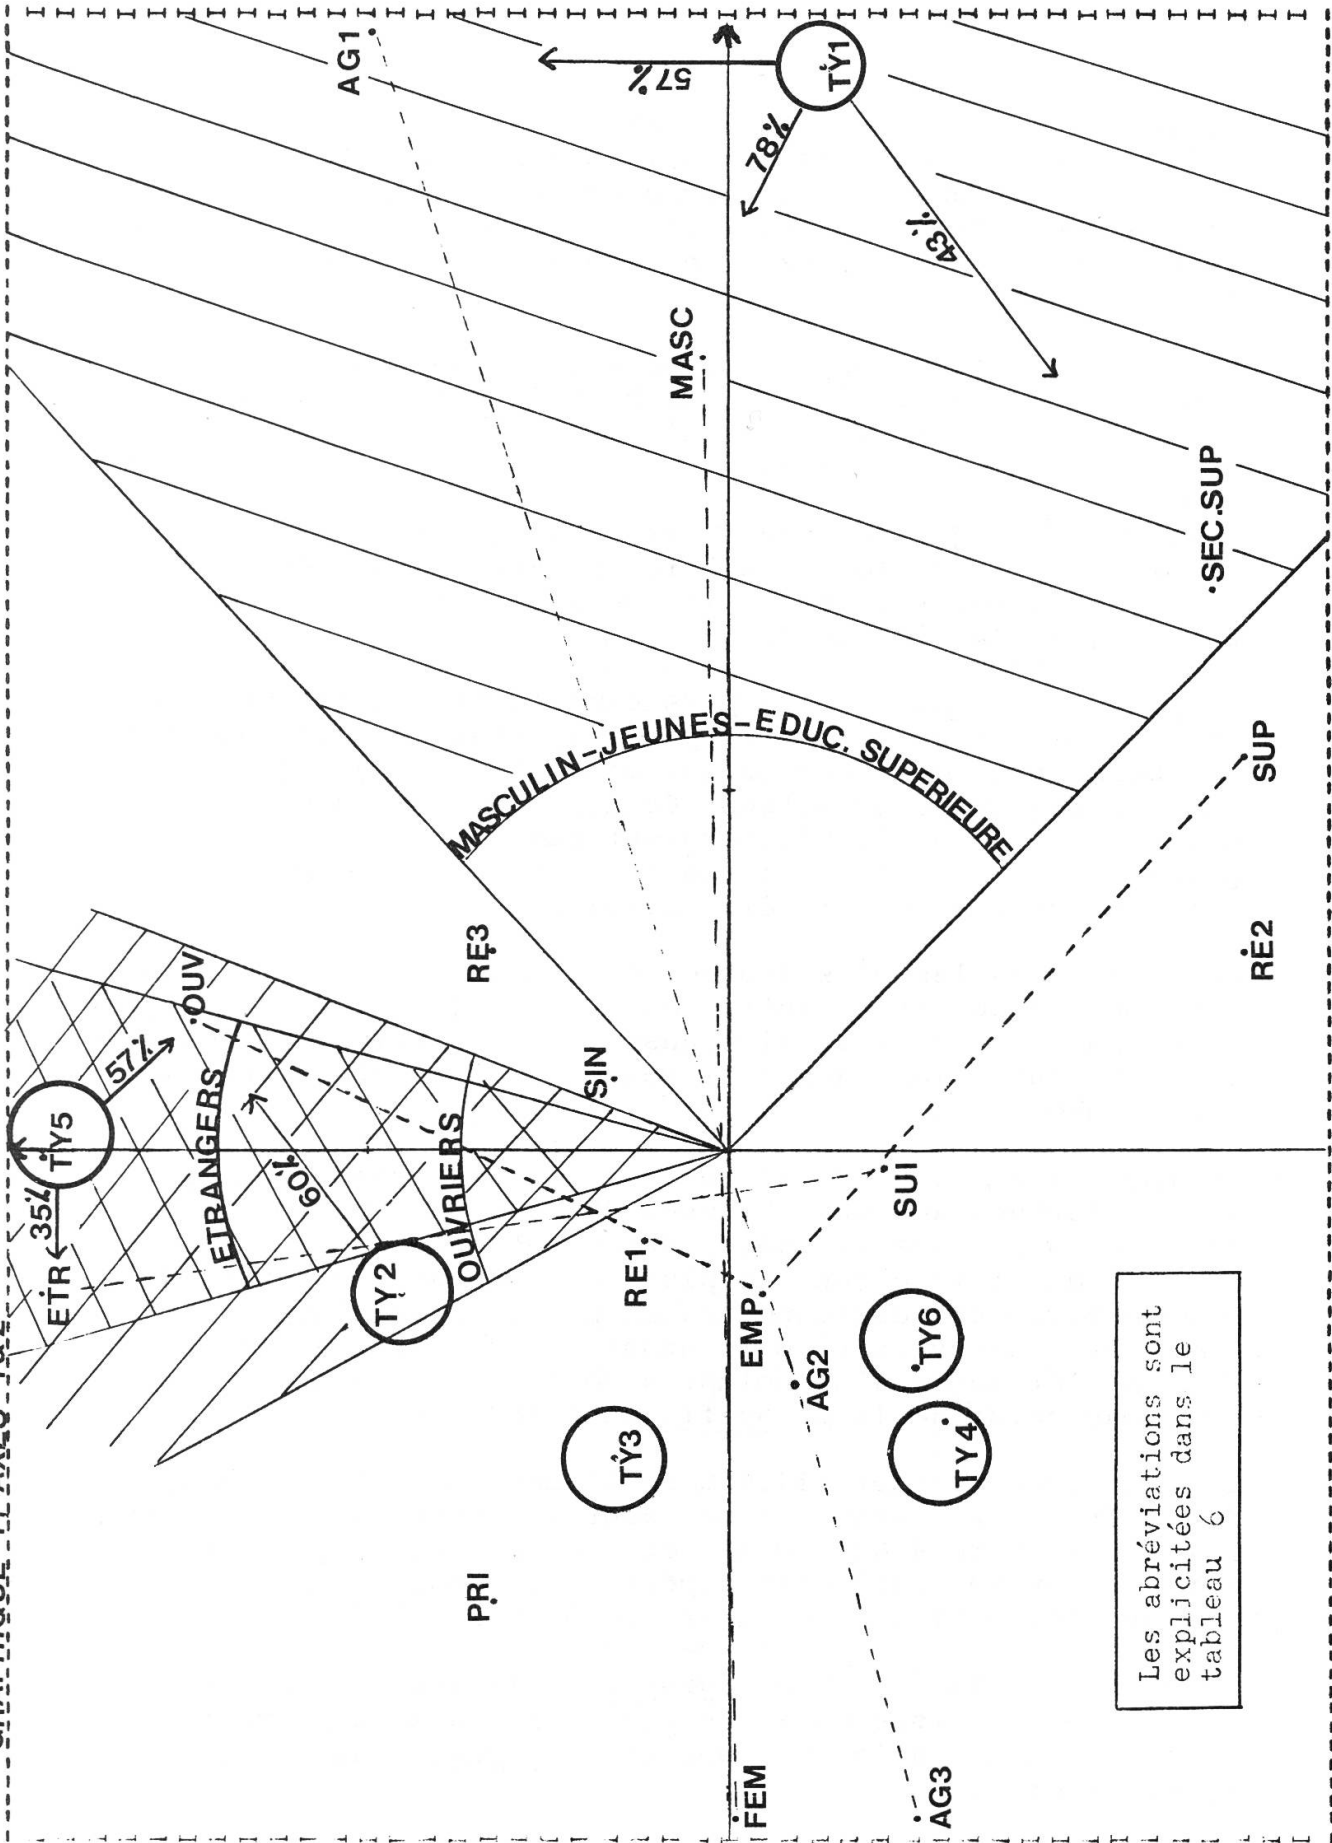 AG1
57%
TY1
78%
43%
MASC
SEC.SUP
MASCULIN-JEUNES-EDUC. SUPERIEURE
SUP
RE3
RE2
OUV
57%
SIN
TY5
ETRANGERS
35%
60%
OUVRIERS
ETR
TY2
RE1
SUI
EMP
AG2
TY6
TY3
TY4
PRI
FEM
AG3
Les abréviations sont
explicitées dans le
tableau 6